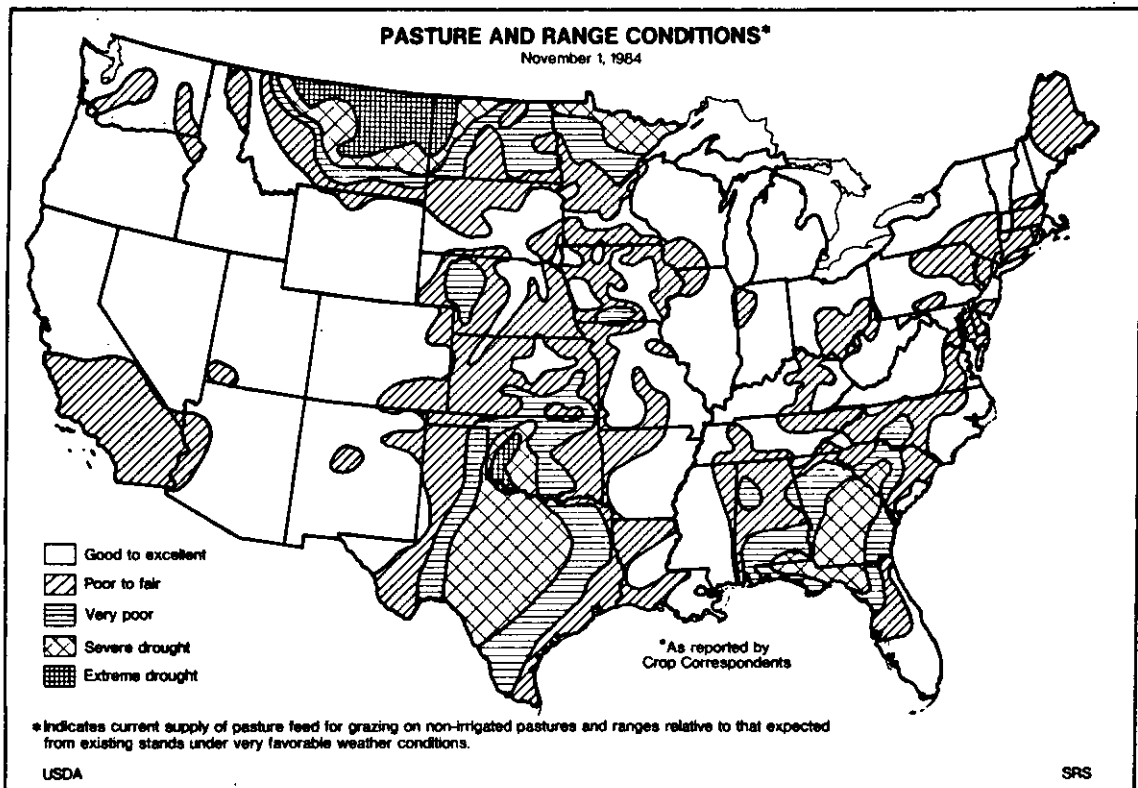 PASTURE AND RANGE CONDITIONS*
November 1, 1984
Good to excellent
Poor to fair
Very poor
Severe drought
Extreme drought
*As reported by
Crop Correspondents
*Indicates current supply of pasture feed for grazing on non-irrigated pastures and ranges relative to that expected
from existing stands under very favorable weather conditions.
USDA
SRS